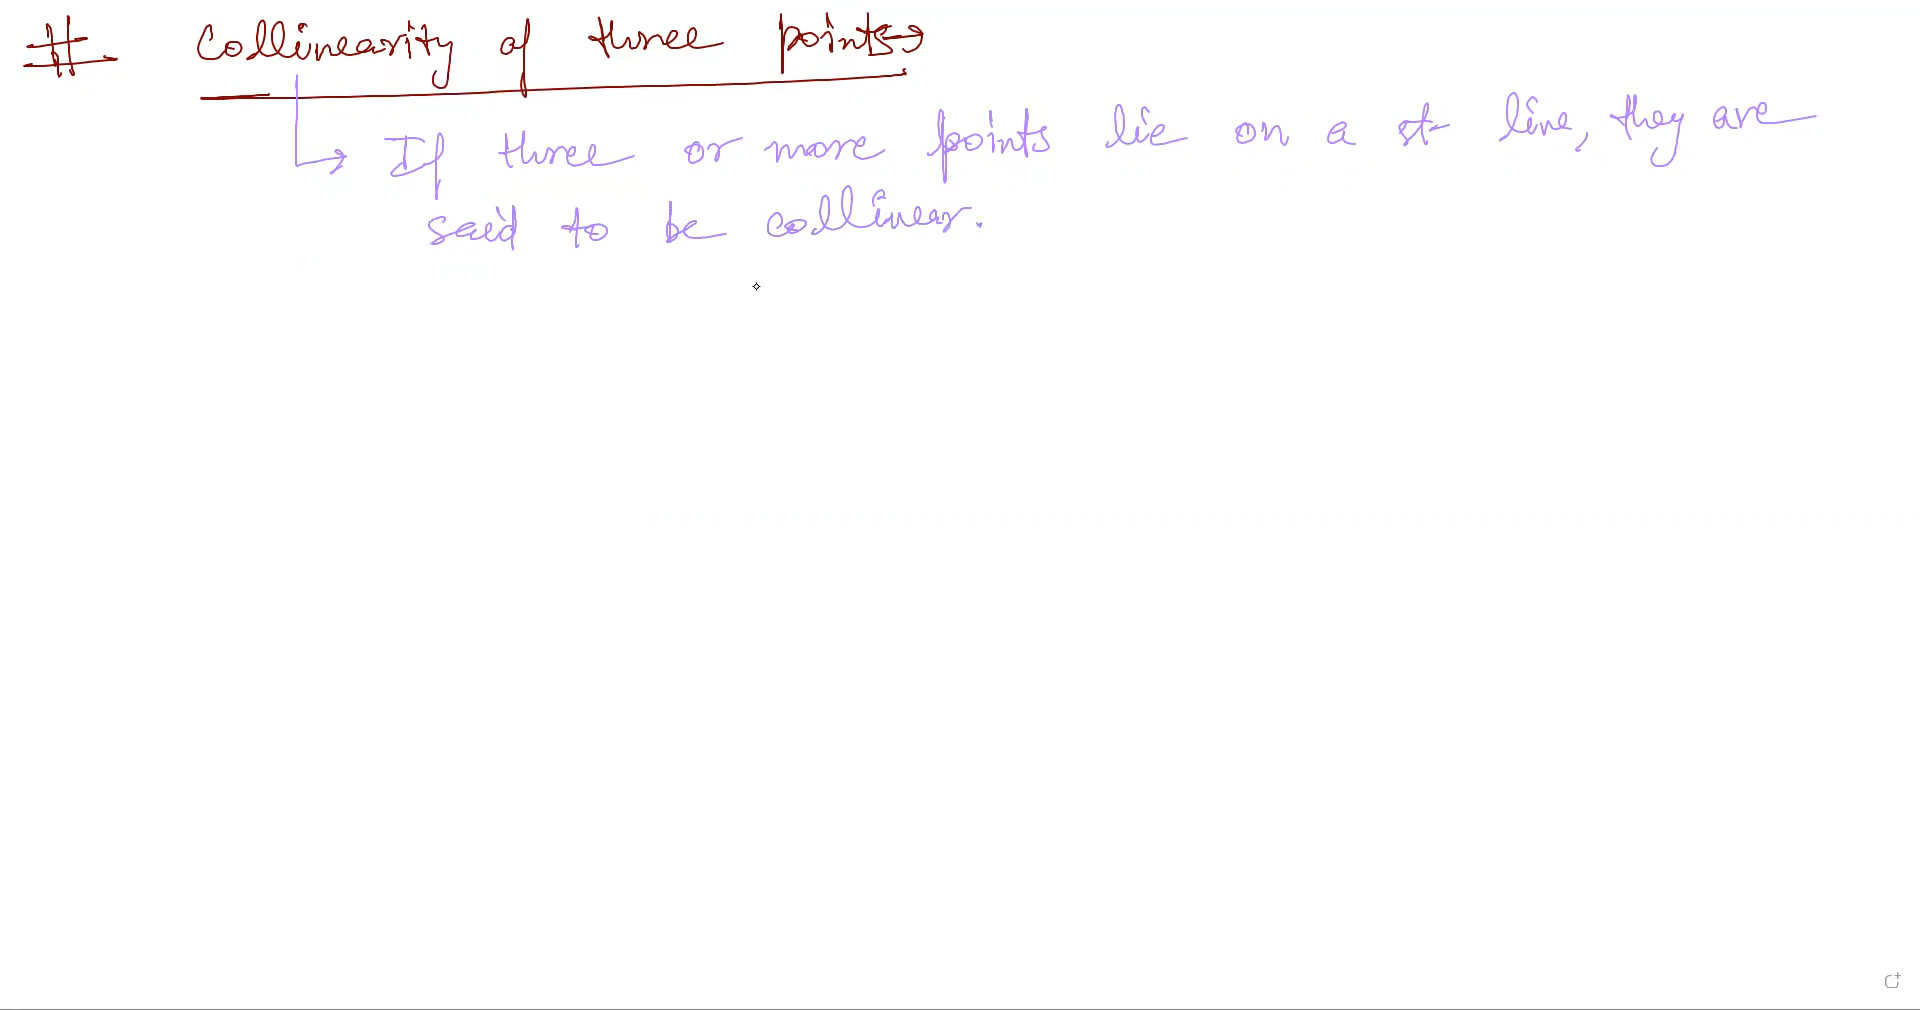 # Collinearity of three points →
→ If three or more points lie on a st line, they are
said to be collinear.